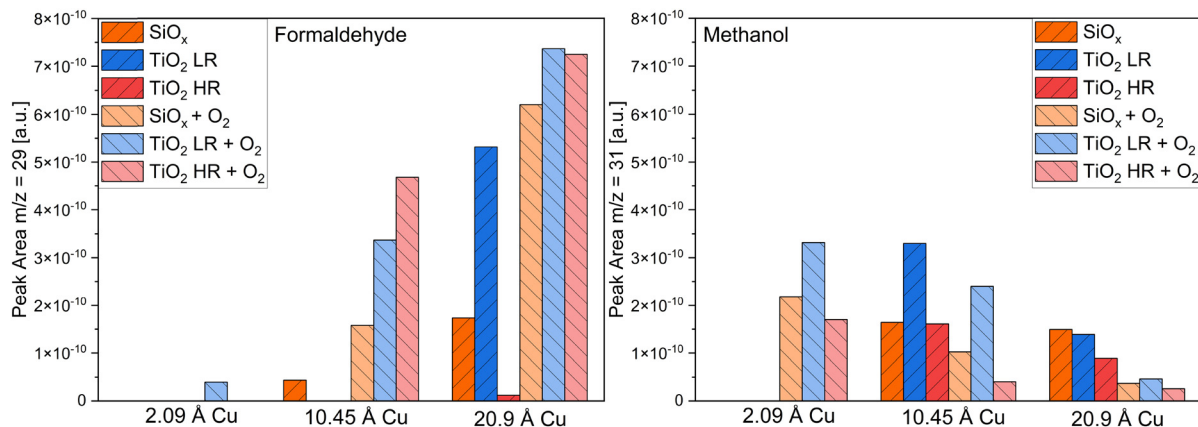 Formaldehyde
Peak Area m/z = 29 [a.u.]
8×10⁻¹⁰
7×10⁻¹⁰
6×10⁻¹⁰
5×10⁻¹⁰
4×10⁻¹⁰
3×10⁻¹⁰
2×10⁻¹⁰
1×10⁻¹⁰
0
SiOₓ
TiO₂ LR
TiO₂ HR
SiOₓ + O₂
TiO₂ LR + O₂
TiO₂ HR + O₂
2.09 Å Cu
10.45 Å Cu
20.9 Å Cu
Methanol
Peak Area m/z = 31 [a.u.]
8×10⁻¹⁰
7×10⁻¹⁰
6×10⁻¹⁰
5×10⁻¹⁰
4×10⁻¹⁰
3×10⁻¹⁰
2×10⁻¹⁰
1×10⁻¹⁰
0
SiOₓ
TiO₂ LR
TiO₂ HR
SiOₓ + O₂
TiO₂ LR + O₂
TiO₂ HR + O₂
2.09 Å Cu
10.45 Å Cu
20.9 Å Cu